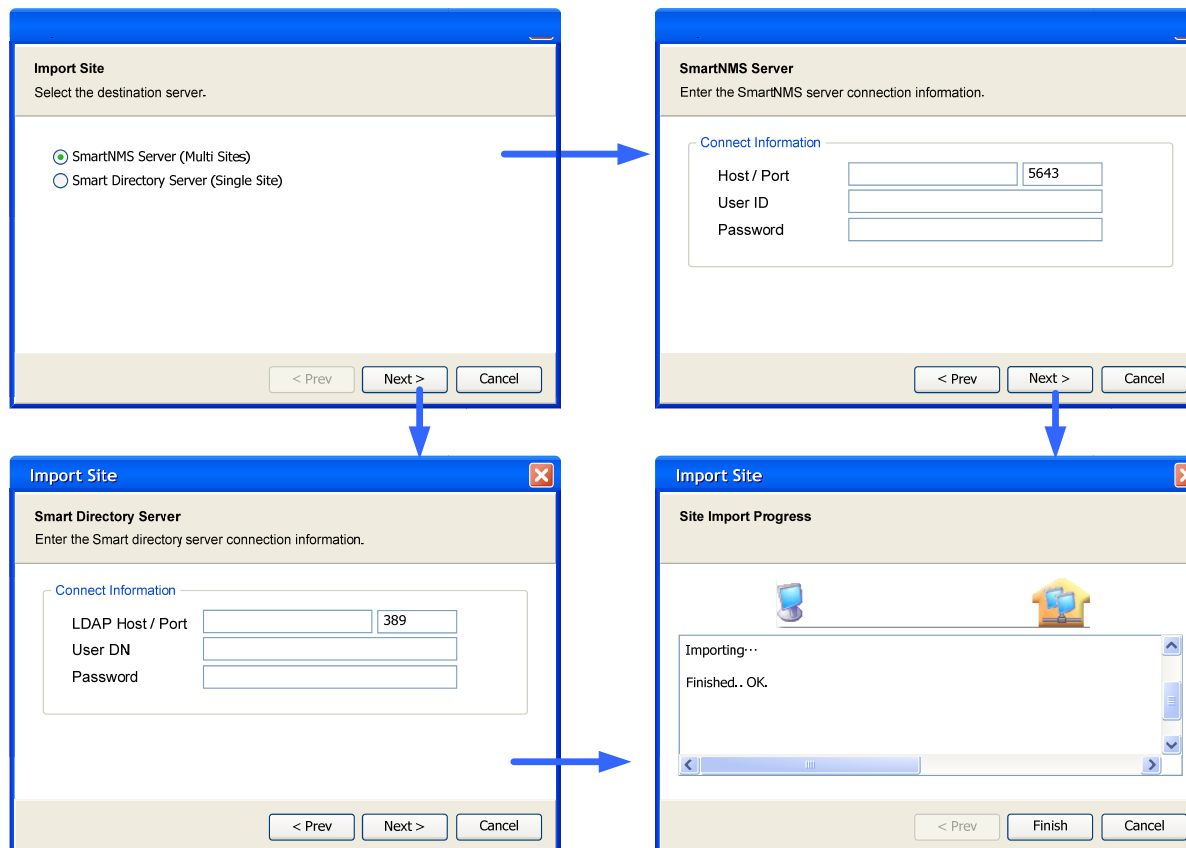 Import Site
Select the destination server.
SmartNMS Server (Multi Sites)
Smart Directory Server (Single Site)
< Prev
Next >
Cancel
SmartNMS Server
Enter the SmartNMS server connection information.
Connect Information
Host / Port
5643
User ID
Password
< Prev
Next >
Cancel
Import Site
Smart Directory Server
Enter the Smart directory server connection information.
Connect Information
LDAP Host / Port
389
User DN
Password
< Prev
Next >
Cancel
Import Site
Site Import Progress
Importing···
Finished.. OK.
< Prev
Finish
Cancel